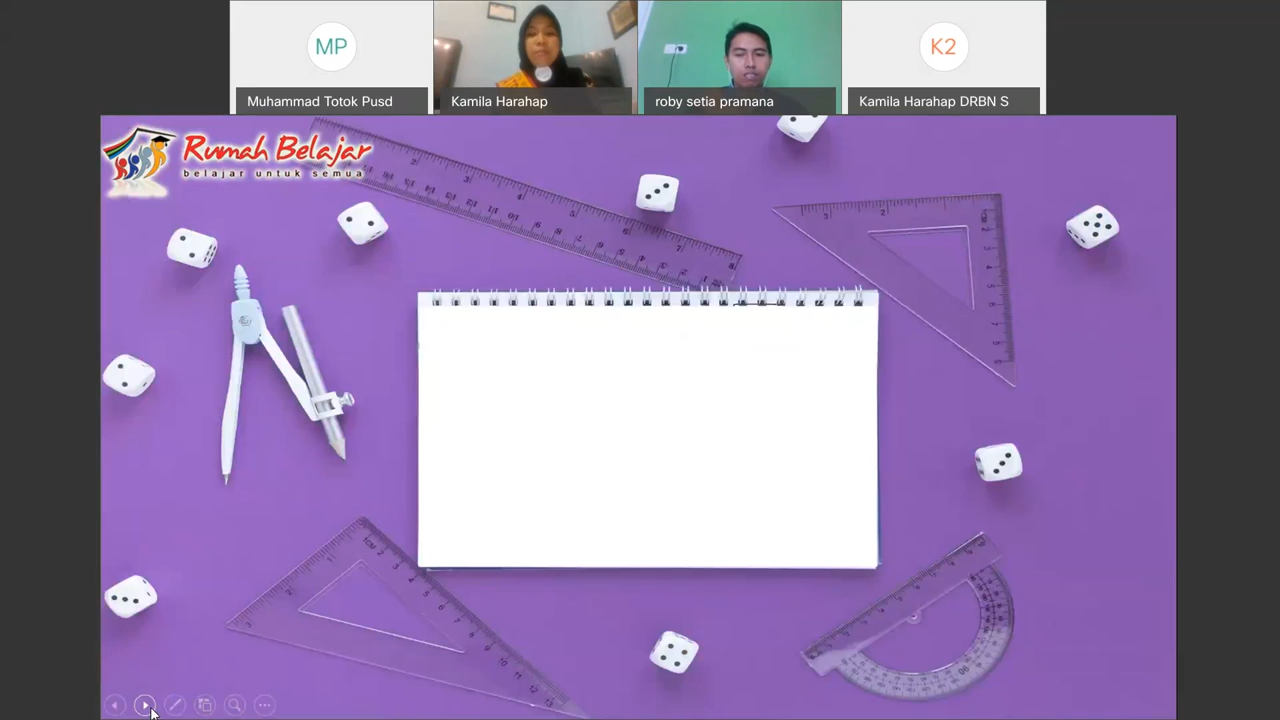 MP
K2
Muhammad Totok Pusd
Kamila Harahap
roby setia pramana
Kamila Harahap DRBN S
Rumah Belajar
belajar untuk semua